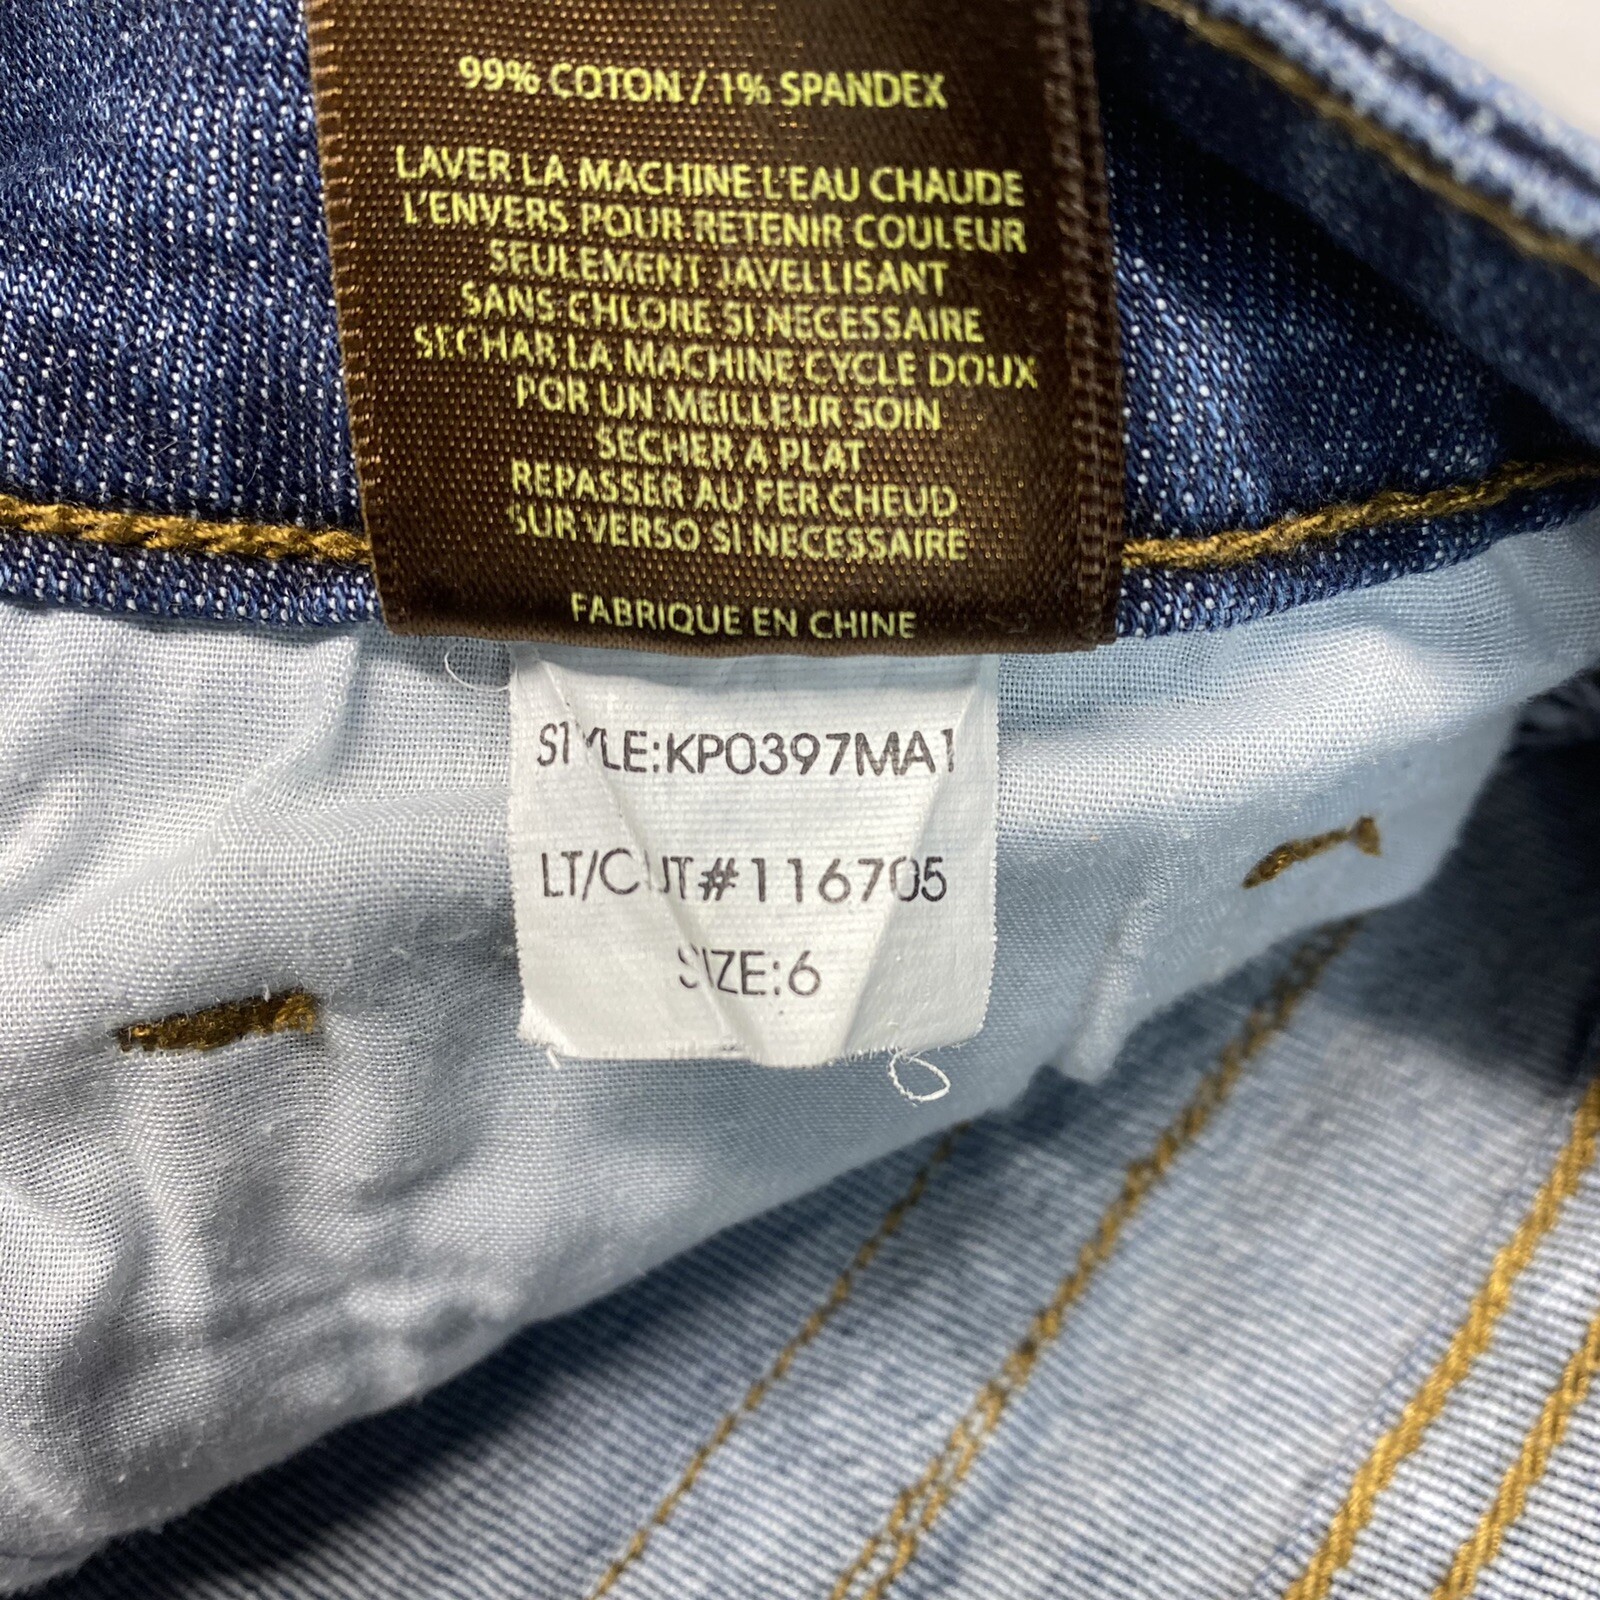 99% COTON / 1% SPANDEX
LAVER LA MACHINE L'EAU CHAUDE
L'ENVERS POUR RETENIR COULEUR
SEULEMENT JAVELLISANT
SANS CHLORE SI NECESSAIRE
SECHAR LA MACHINE CYCLE DOUX
POR UN MEILLEUR SOIN
SECHER A PLAT
REPASSER AU FER CHEUD
SUR VERSO SI NECESSAIRE
FABRIQUE EN CHINE
STYLE:KP0397MA1
LT/CUT#116705
SIZE:6